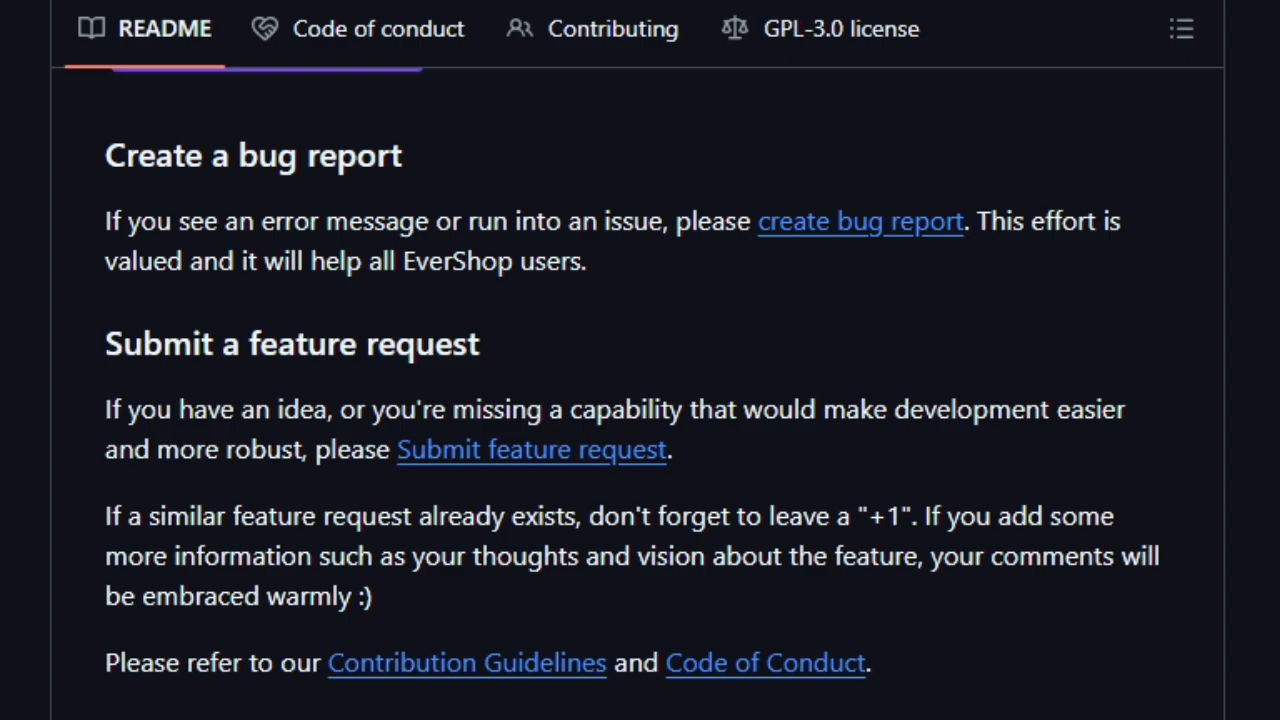 README Code of conduct Contributing GPL-3.0 license
Create a bug report
If you see an error message or run into an issue, please create bug report. This effort is
valued and it will help all EverShop users.
Submit a feature request
If you have an idea, or you're missing a capability that would make development easier
and more robust, please Submit feature request.
If a similar feature request already exists, don't forget to leave a "+1". If you add some
more information such as your thoughts and vision about the feature, your comments will
be embraced warmly :)
Please refer to our Contribution Guidelines and Code of Conduct.